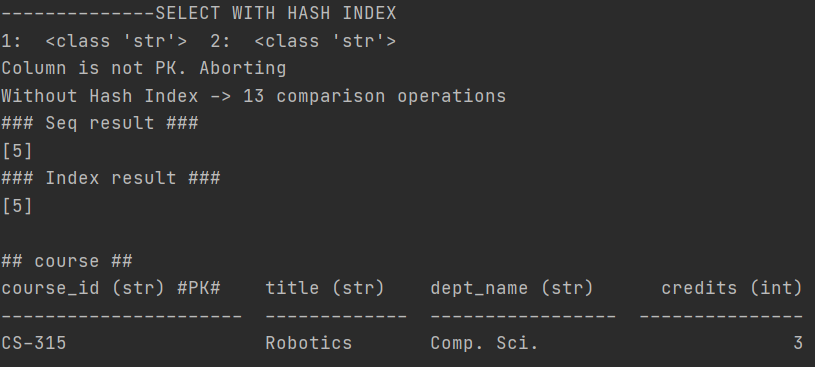 --------------SELECT WITH HASH INDEX
1:  <class 'str'>  2:  <class 'str'>
Column is not PK. Aborting
Without Hash Index -> 13 comparison operations
### Seq result ###
[5]
### Index result ###
[5]

## course ##
course_id (str) #PK#    title (str)    dept_name (str)      credits (int)
----------------------  -------------  -----------------  ---------------
CS-315                  Robotics       Comp. Sci.                       3